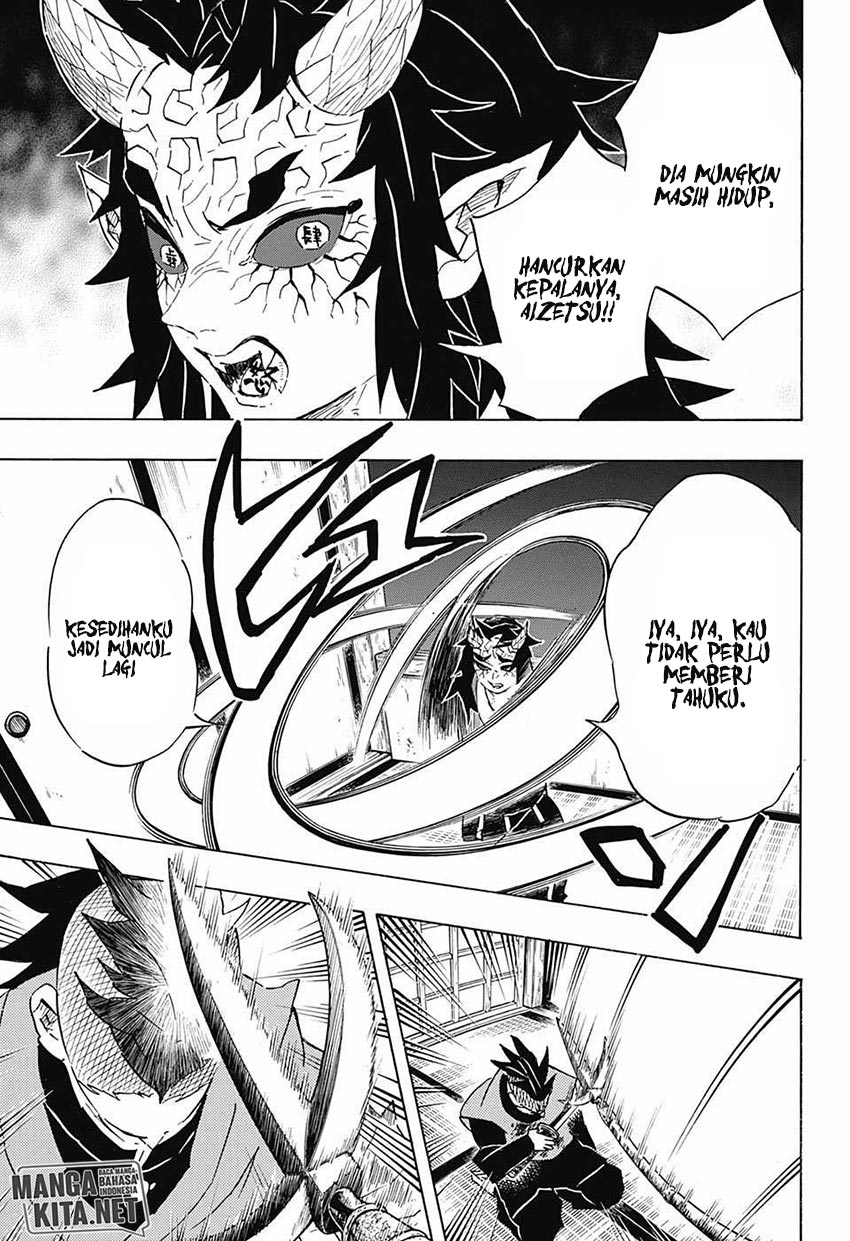 DIA MUNGKIN
MASIH HIDUP,
HANCURKAN
KEPALANYA,
AIZETSU!!
IYA, IYA, KAU
TIDAK PERLU
MEMBERI
TAHUKU.
KESEDIHANKU
JADI MUNCUL
LAGI
肆
MANGA
KITA.NET
BACA MANGA
BAHASA
INDONESIA